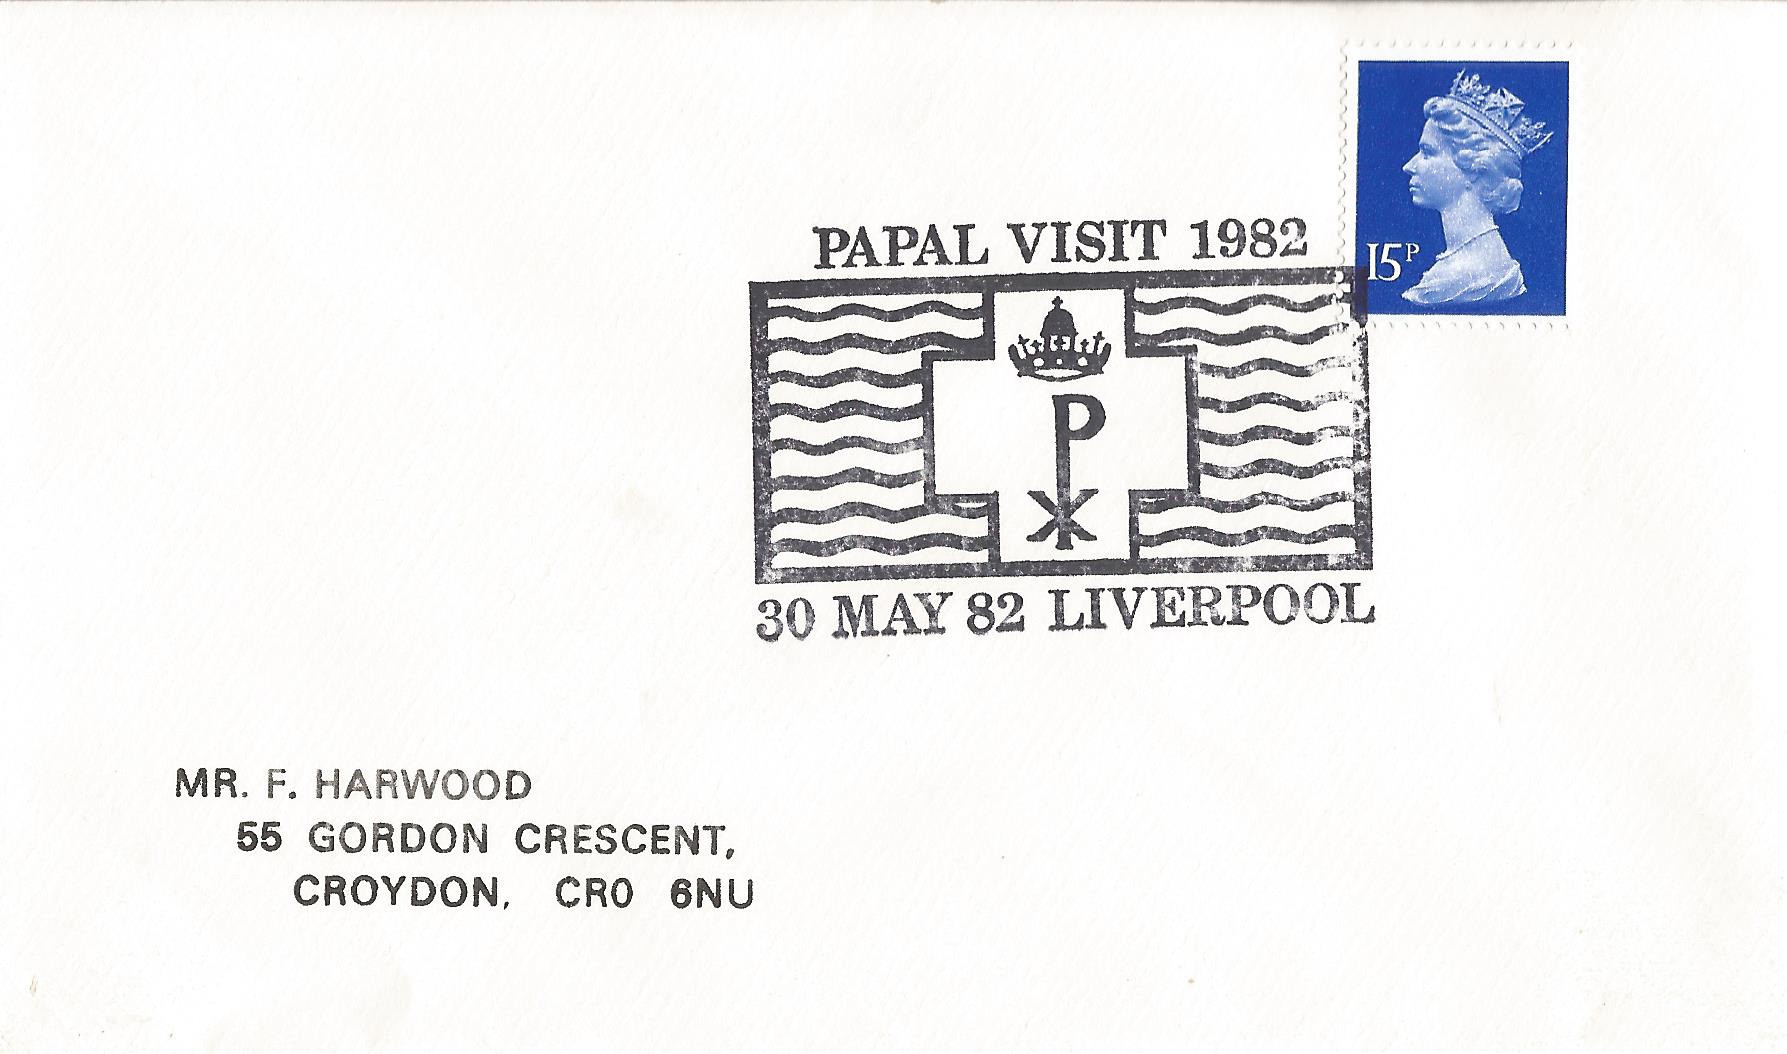 15P
PAPAL VISIT 1982
30 MAY 82 LIVERPOOL
MR. F. HARWOOD
55 GORDON CRESCENT,
CROYDON, CR0 6NU